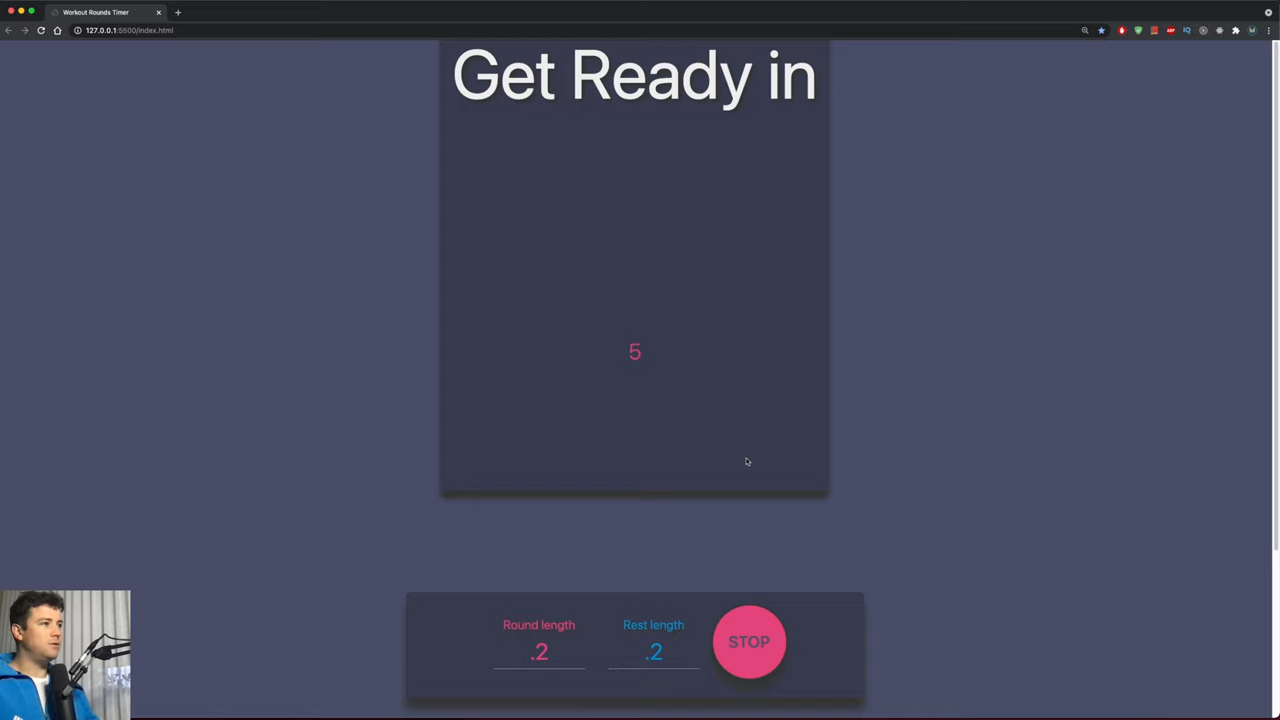 Workout Rounds Timer
127.0.0.1:5500/index.html
Get Ready in
5
Round length
Rest length
.2
.2
STOP